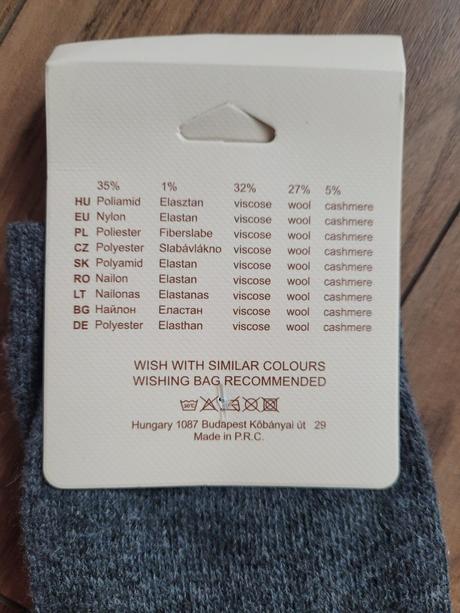 35% 1% 32% 27% 5%
HU Poliamid Elasztan viscose wool cashmere
EU Nylon Elastan viscose wool cashmere
PL Poliester Fiberslabe viscose wool cashmere
CZ Polyester Slabávlákno viscose wool cashmere
SK Polyamid Elastan viscose wool cashmere
RO Nailon Elastan viscose wool cashmere
LT Nailonas Elastanas viscose wool cashmere
BG Найлон Еластан viscose wool cashmere
DE Polyester Elasthan viscose wool cashmere
WISH WITH SIMILAR COLOURS
WISHING BAG RECOMMENDED
30°C
Hungary 1087 Budapest Kőbányai út 29
Made in P.R.C.